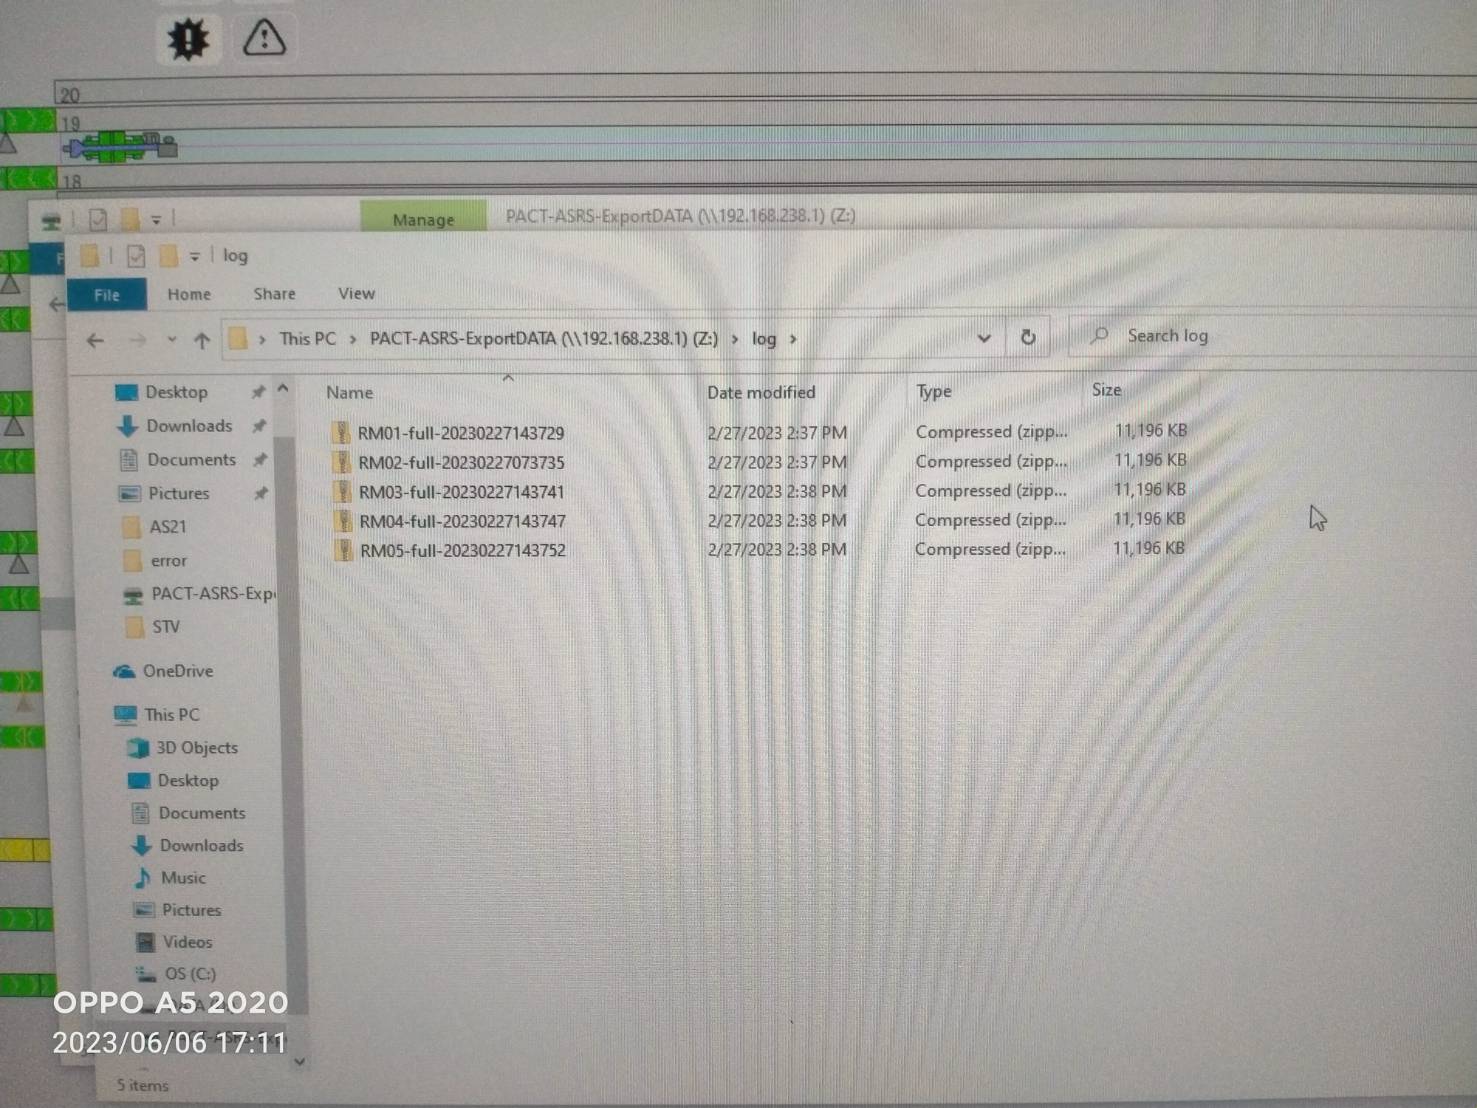 20
19
18
Manage PACT-ASRS-ExportDATA (\\192.168.238.1) (Z:)
log
File Home Share View
This PC > PACT-ASRS-ExportDATA (\\192.168.238.1) (Z:) > log > Search log
Name Date modified Type Size
RM01-full-20230227143729 2/27/2023 2:37 PM Compressed (zipp... 11,196 KB
RM02-full-20230227073735 2/27/2023 2:37 PM Compressed (zipp... 11,196 KB
RM03-full-20230227143741 2/27/2023 2:38 PM Compressed (zipp... 11,196 KB
RM04-full-20230227143747 2/27/2023 2:38 PM Compressed (zipp... 11,196 KB
RM05-full-20230227143752 2/27/2023 2:38 PM Compressed (zipp... 11,196 KB
Desktop
Downloads
Documents
Pictures
AS21
error
PACT-ASRS-Exp
STV
OneDrive
This PC
3D Objects
Desktop
Documents
Downloads
Music
Pictures
Videos
OS (C:)
OPPO A5 2020
2023/06/06 17:11
5 items